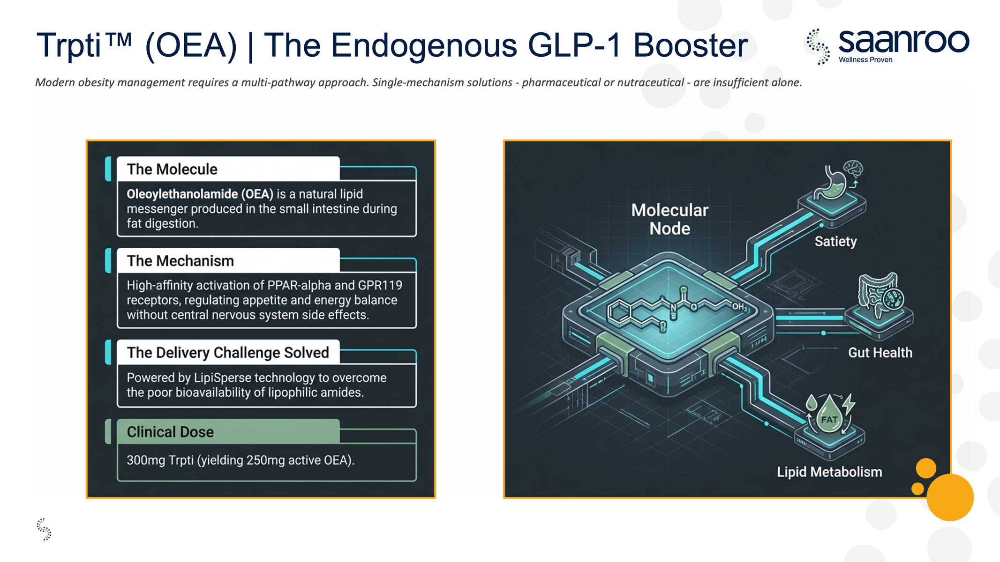 Trpti™ (OEA) | The Endogenous GLP-1 Booster
saanroo
Wellness Proven
Modern obesity management requires a multi-pathway approach. Single-mechanism solutions - pharmaceutical or nutraceutical - are insufficient alone.
The Molecule
Oleoylethanolamide (OEA) is a natural lipid
messenger produced in the small intestine during
fat digestion.
The Mechanism
High-affinity activation of PPAR-alpha and GPR119
receptors, regulating appetite and energy balance
without central nervous system side effects.
The Delivery Challenge Solved
Powered by LipiSperse technology to overcome
the poor bioavailability of lipophilic amides.
Clinical Dose
300mg Trpti (yielding 250mg active OEA).
Molecular
Node
N
O
OH3
Satiety
Gut Health
FAT
Lipid Metabolism